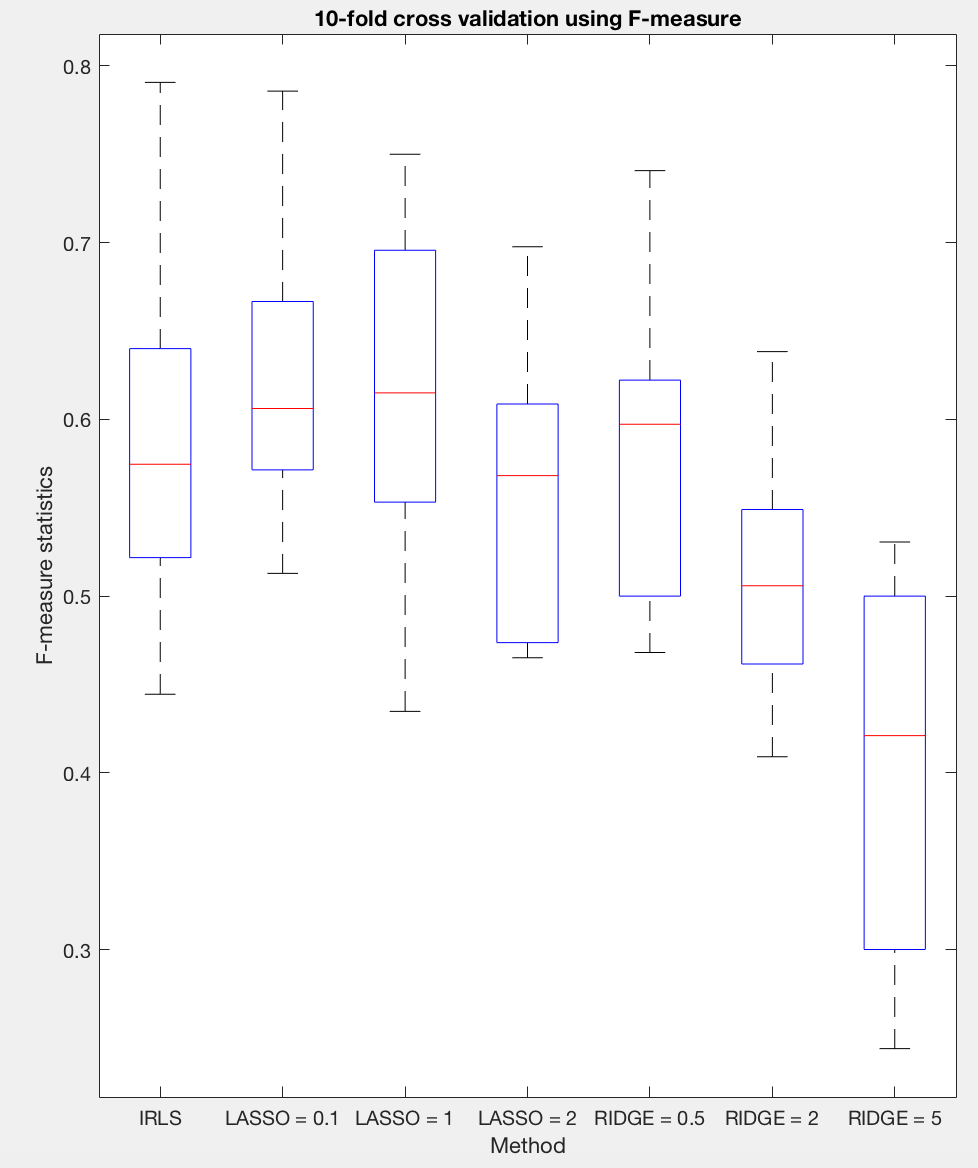 10-fold cross validation using F-measure
0.8
0.7
0.6
0.5
0.4
0.3
F-measure statistics
IRLS LASSO = 0.1 LASSO = 1 LASSO = 2 RIDGE = 0.5 RIDGE = 2 RIDGE = 5
Method